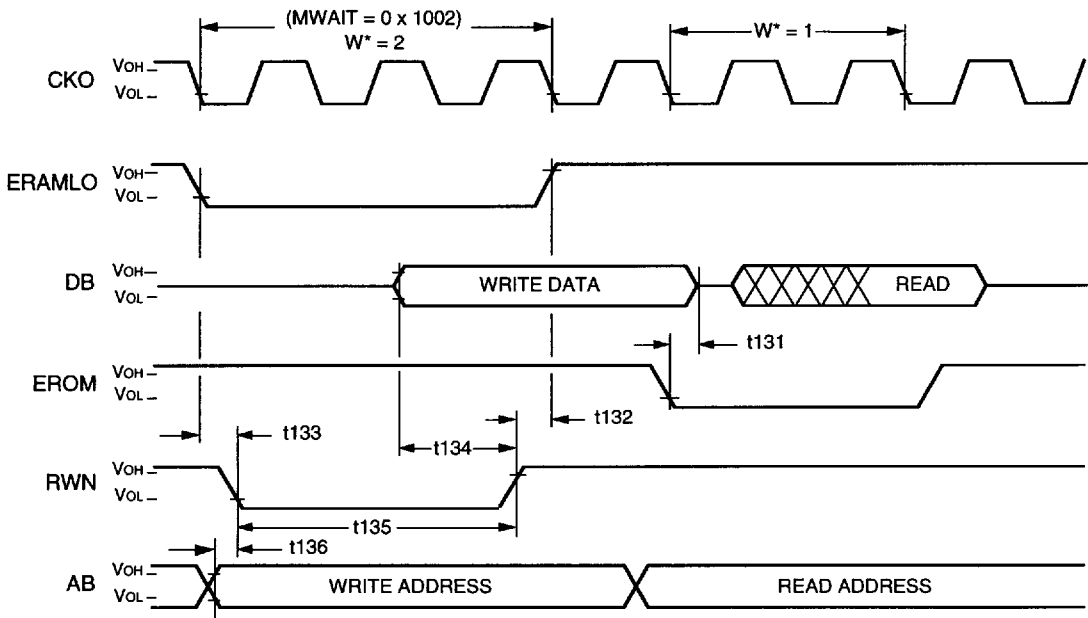 (MWAIT = 0 x 1002)
W* = 2
W* = 1
CKO
VOH
VOL
ERAMLO
VOH
VOL
DB
VOH
VOL
WRITE DATA
READ
t131
EROM
VOH
VOL
t132
t133
t134
RWN
VOH
VOL
t135
t136
AB
VOH
VOL
WRITE ADDRESS
READ ADDRESS